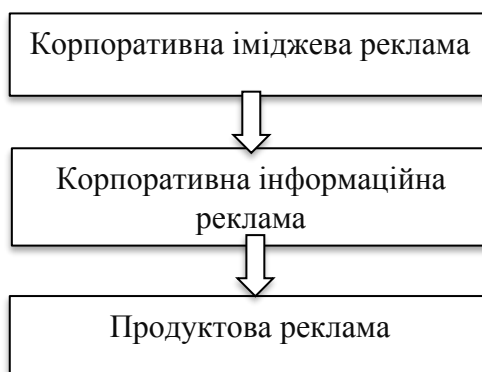 Корпоративна іміджева реклама
Корпоративна інформаційна
реклама
Продуктова реклама